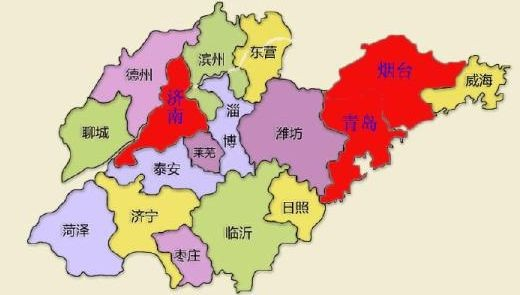 滨州
东营
德州
烟台
威海
济
南
淄
博
聊城
青岛
潍坊
莱芜
泰安
日照
济宁
菏泽
临沂
枣庄